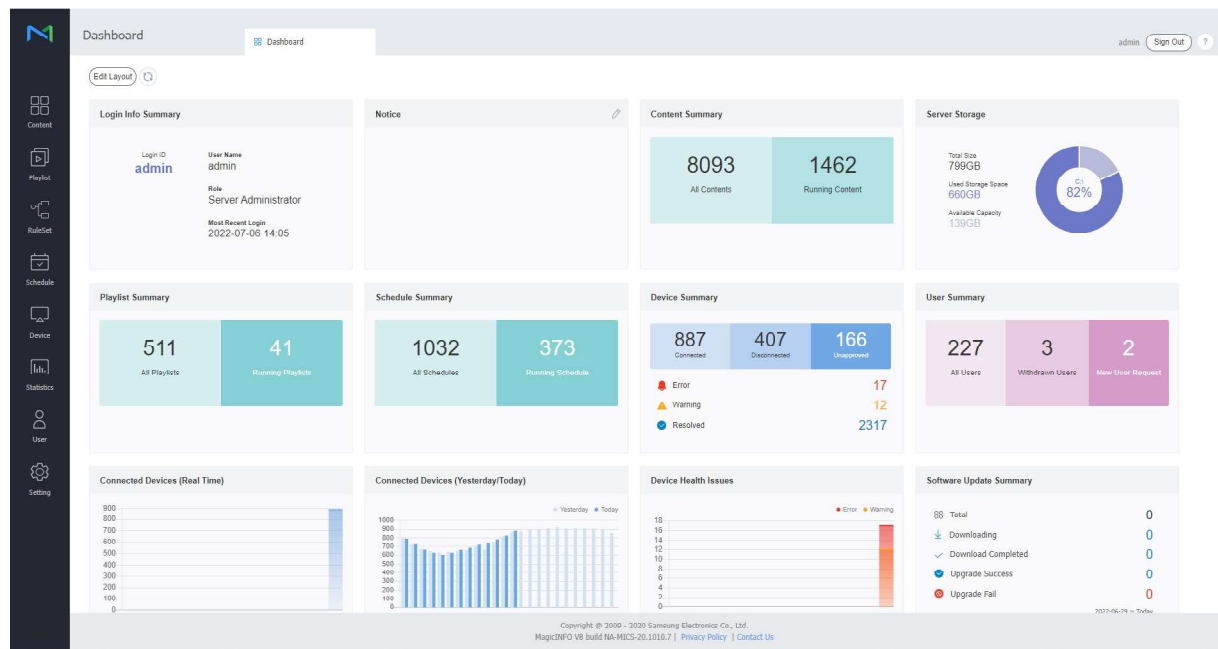 Dashboard
Dashboard
admin Sign Out ?
Edit Layout
Content
Playlist
RuleSet
Schedule
Device
Statistics
User
Setting
Login Info Summary
Login ID
admin
User Name
admin
Role
Server Administrator
Most Recent Login
2022-07-06 14:05
Notice
Content Summary
8093
All Contents
1462
Running Content
Server Storage
Total Size
799GB
Used Storage Space
660GB
Available Capacity
139GB
C:\
82%
Playlist Summary
511
All Playlists
41
Running Playlists
Schedule Summary
1032
All Schedules
373
Running Schedule
Device Summary
887
Connected
407
Disconnected
166
Unapproved
Error 17
Warning 12
Resolved 2317
User Summary
227
All Users
3
Withdrawn Users
2
New User Request
Connected Devices (Real Time)
900
800
700
600
500
400
300
200
100
0
Connected Devices (Yesterday/Today)
Yesterday Today
1000
900
800
700
600
500
400
300
200
100
0
Device Health Issues
Error Warning
18
16
14
12
10
8
6
4
2
0
Software Update Summary
Total 0
Downloading 0
Download Completed 0
Upgrade Success 0
Upgrade Fail 0
2022-06-29 ~ Today
Copyright @ 2009 - 2020 Samsung Electronics Co., Ltd.
MagicINFO V8 build NA-MICS-20.1010.7 | Privacy Policy | Contact Us